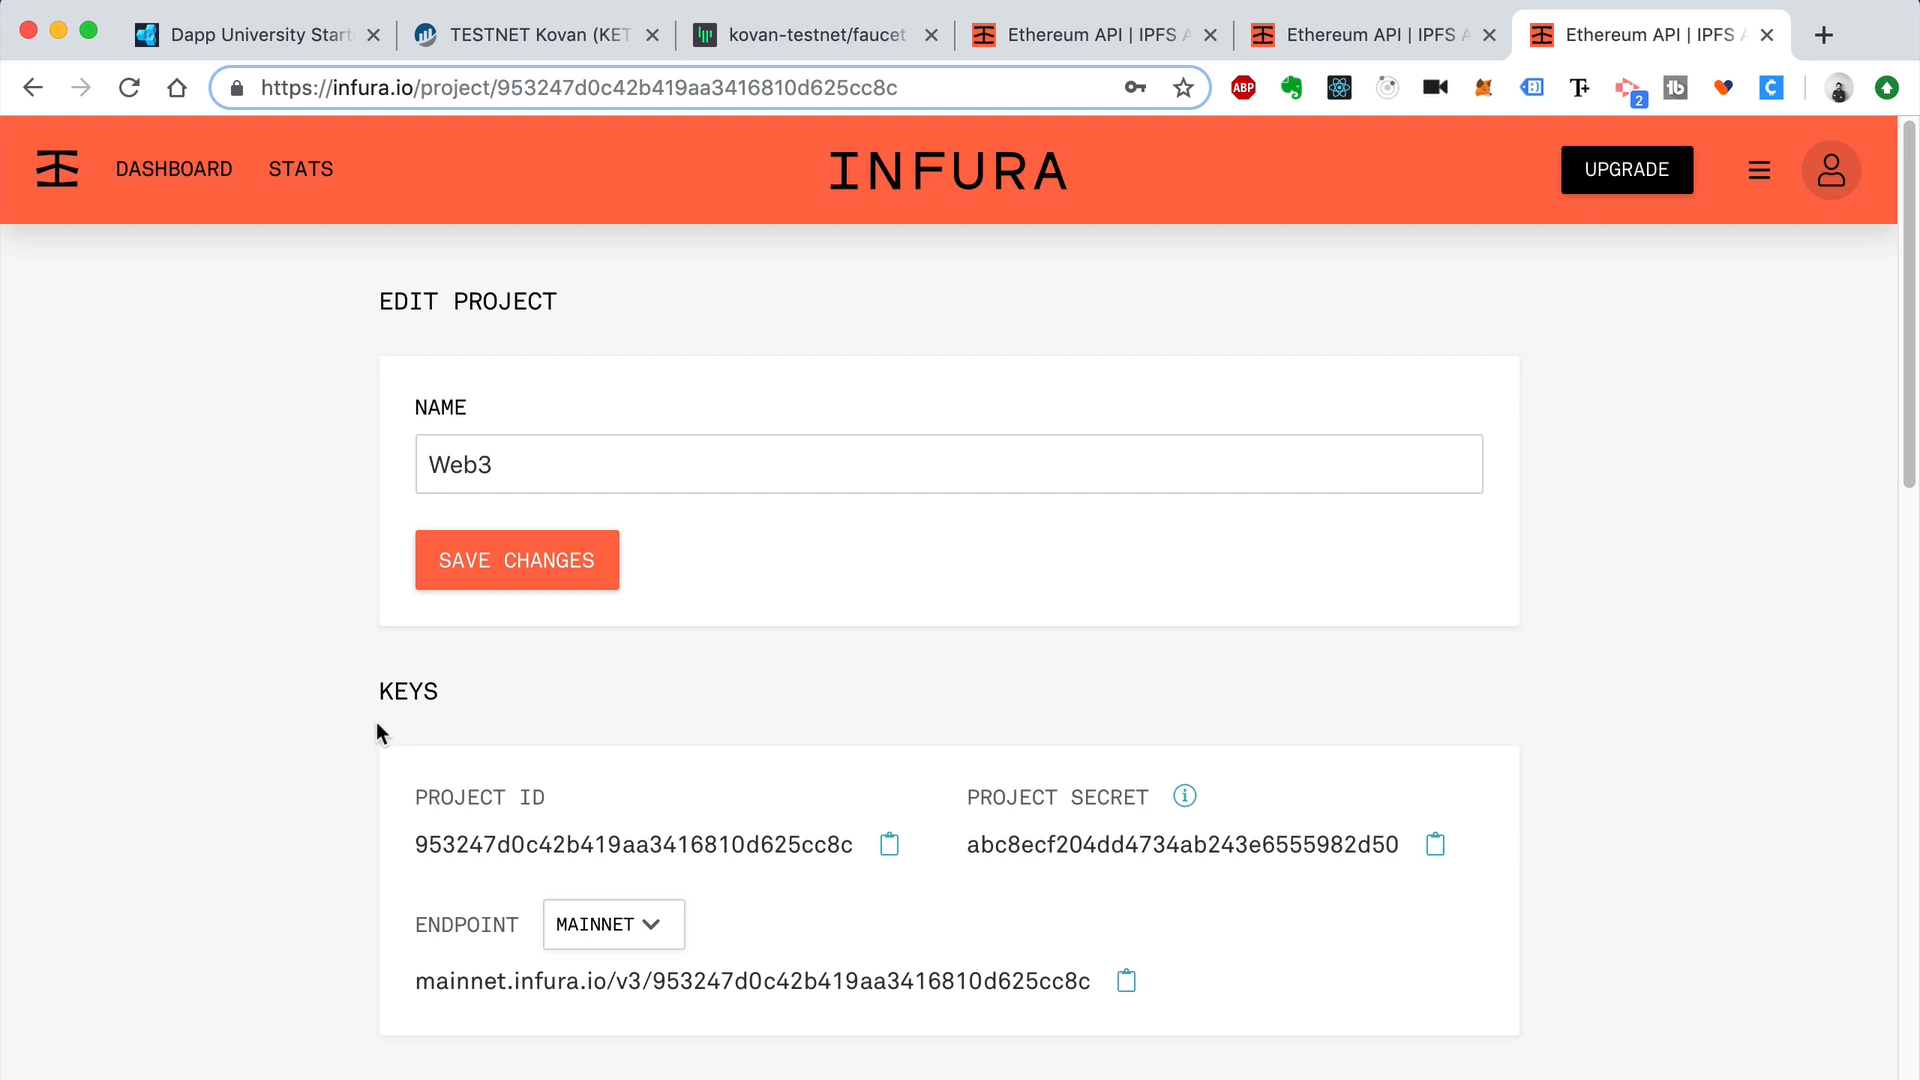 Dapp University Start
TESTNET Kovan (KET
kovan-testnet/faucet
Ethereum API | IPFS A
Ethereum API | IPFS A
Ethereum API | IPFS A
https://infura.io/project/953247d0c42b419aa3416810d625cc8c
ABP
2
DASHBOARD
STATS
INFURA
UPGRADE
EDIT PROJECT
NAME
Web3
SAVE CHANGES
KEYS
PROJECT ID
PROJECT SECRET
953247d0c42b419aa3416810d625cc8c
abc8ecf204dd4734ab243e6555982d50
ENDPOINT
MAINNET
mainnet.infura.io/v3/953247d0c42b419aa3416810d625cc8c